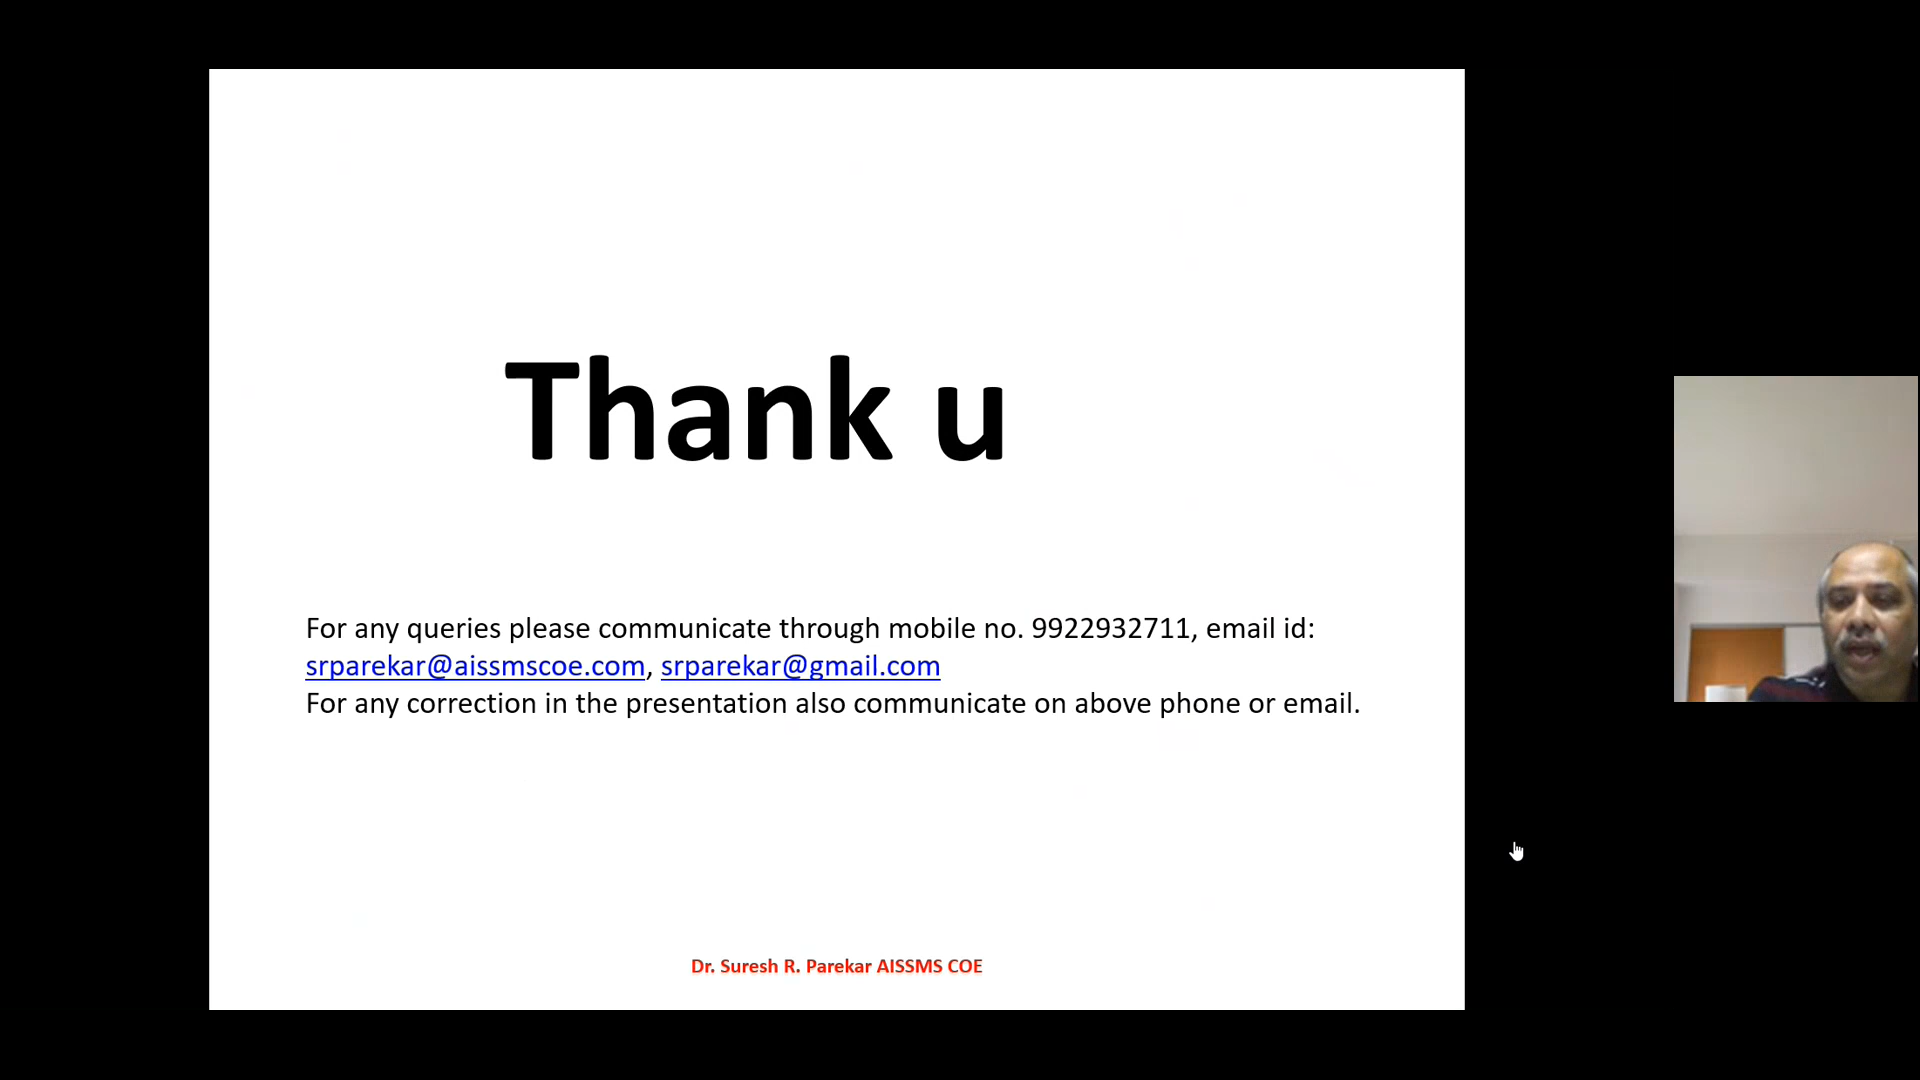 Thank u
For any queries please communicate through mobile no. 9922932711, email id:
srparekar@aissmscoe.com, srparekar@gmail.com
For any correction in the presentation also communicate on above phone or email.
Dr. Suresh R. Parekar AISSMS COE